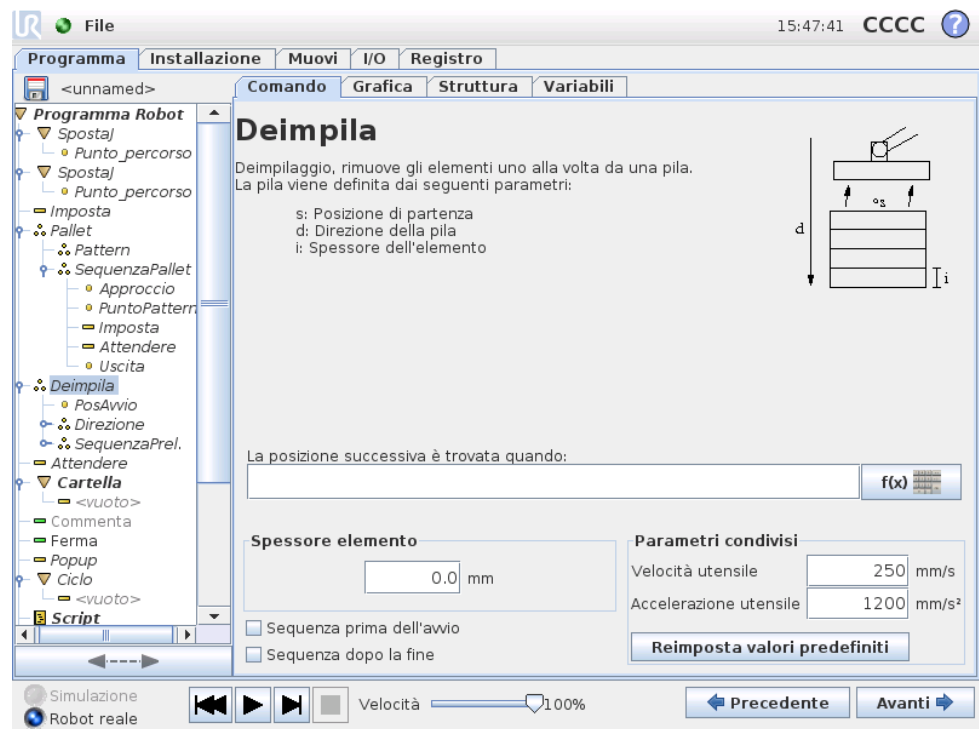 UR File 15:47:41 CCCC ?
Programma Installazione Muovi I/O Registro
<unnamed>
Comando Grafica Struttura Variabili
Programma Robot
SpostaJ
Punto_percorso
SpostaJ
Punto_percorso
Imposta
Pallet
Pattern
SequenzaPallet
Approccio
PuntoPattern
Imposta
Attendere
Uscita
Deimpila
PosAvvio
Direzione
SequenzaPrel.
Attendere
Cartella
<vuoto>
Commenta
Ferma
Popup
Ciclo
<vuoto>
Script
Deimpila
Deimpilaggio, rimuove gli elementi uno alla volta da una pila.
La pila viene definita dai seguenti parametri:
s: Posizione di partenza
d: Direzione della pila
i: Spessore dell'elemento
s
d
i
La posizione successiva è trovata quando:
f(x)
Spessore elemento
0.0 mm
Sequenza prima dell'avvio
Sequenza dopo la fine
Parametri condivisi
Velocità utensile 250 mm/s
Accelerazione utensile 1200 mm/s²
Reimposta valori predefiniti
Simulazione
Robot reale
Velocità 100%
Precedente Avanti